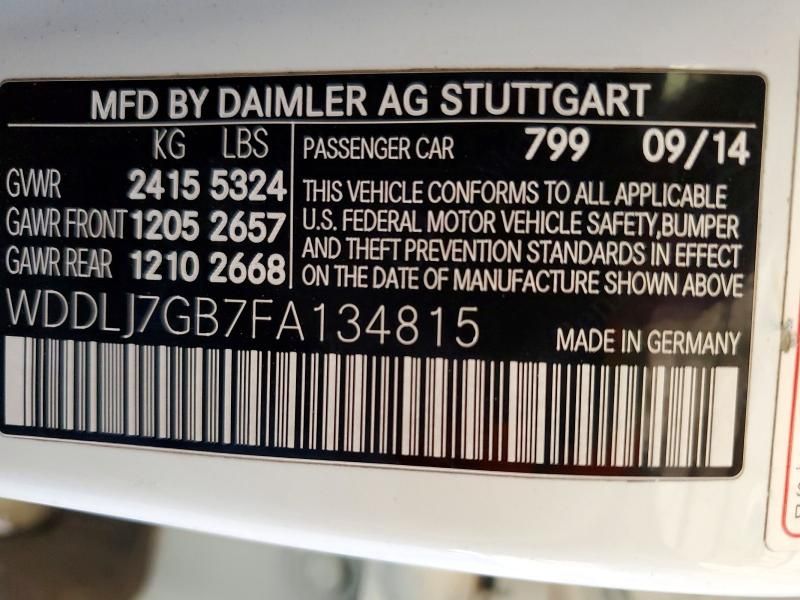 MFD BY DAIMLER AG STUTTGART
KG LBS
GVWR 2415 5324
GAWR FRONT 1205 2657
GAWR REAR 1210 2668
PASSENGER CAR 799 09/14
THIS VEHICLE CONFORMS TO ALL APPLICABLE
U.S. FEDERAL MOTOR VEHICLE SAFETY,BUMPER
AND THEFT PREVENTION STANDARDS IN EFFECT
ON THE DATE OF MANUFACTURE SHOWN ABOVE
WDDLJ7GB7FA134815
MADE IN GERMANY